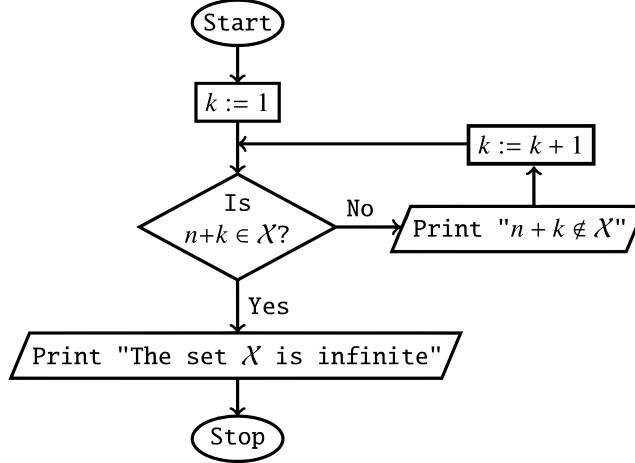 Start
k := 1
k := k + 1
Is
n+k ∈ 𝒳?
No
Print "n + k ∉ 𝒳"
Yes
Print "The set 𝒳 is infinite"
Stop